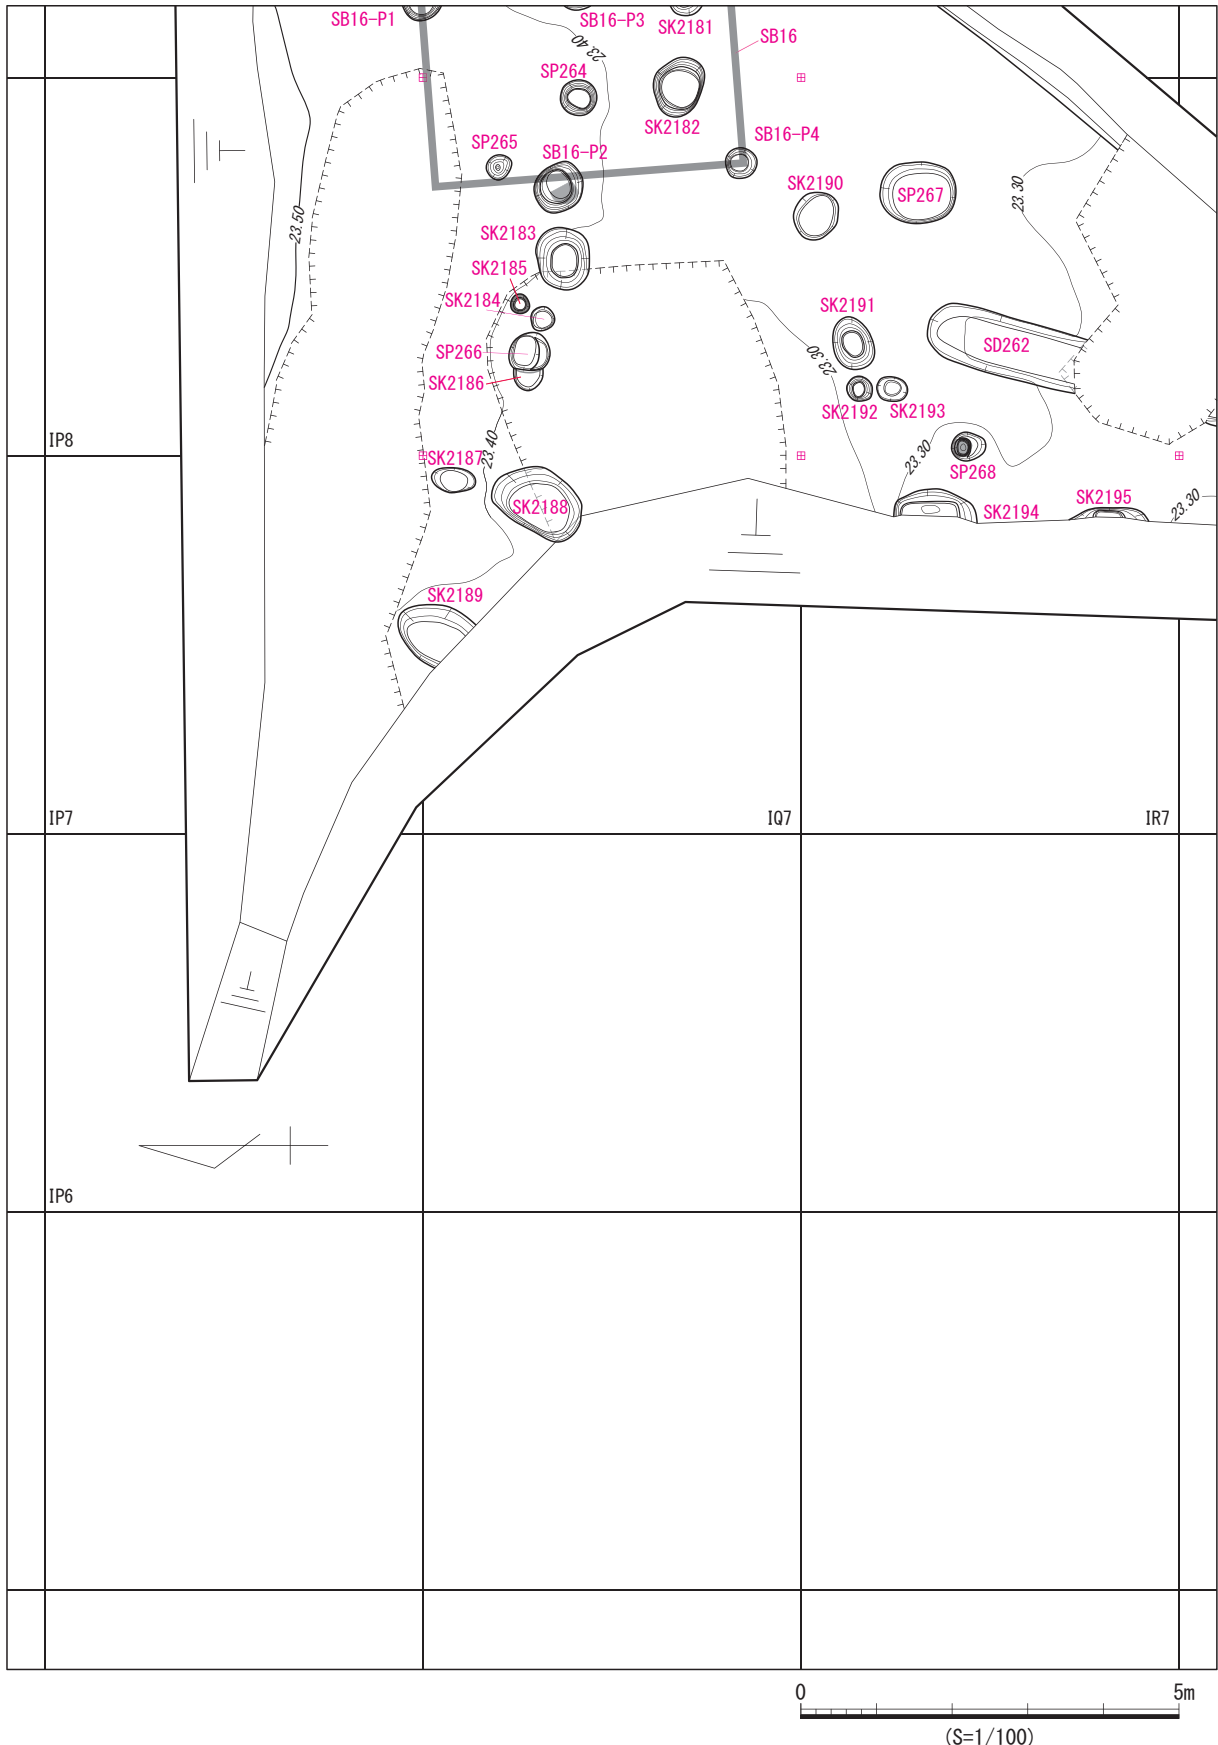 SB16-P1
SB16-P3
SK2181
SB16
23.40
SP264
SK2182
SB16-P4
SP265
SB16-P2
SK2190
SP267
23.30
23.50
SK2183
SK2185
SK2184
SK2191
SD262
SP266
23.30
SK2186
SK2192
SK2193
IP8
23.40
SK2187
23.30
SP268
SK2188
SK2194
SK2195
23.30
SK2189
IP7
IQ7
IR7
IP6
0
5m
(S=1/100)